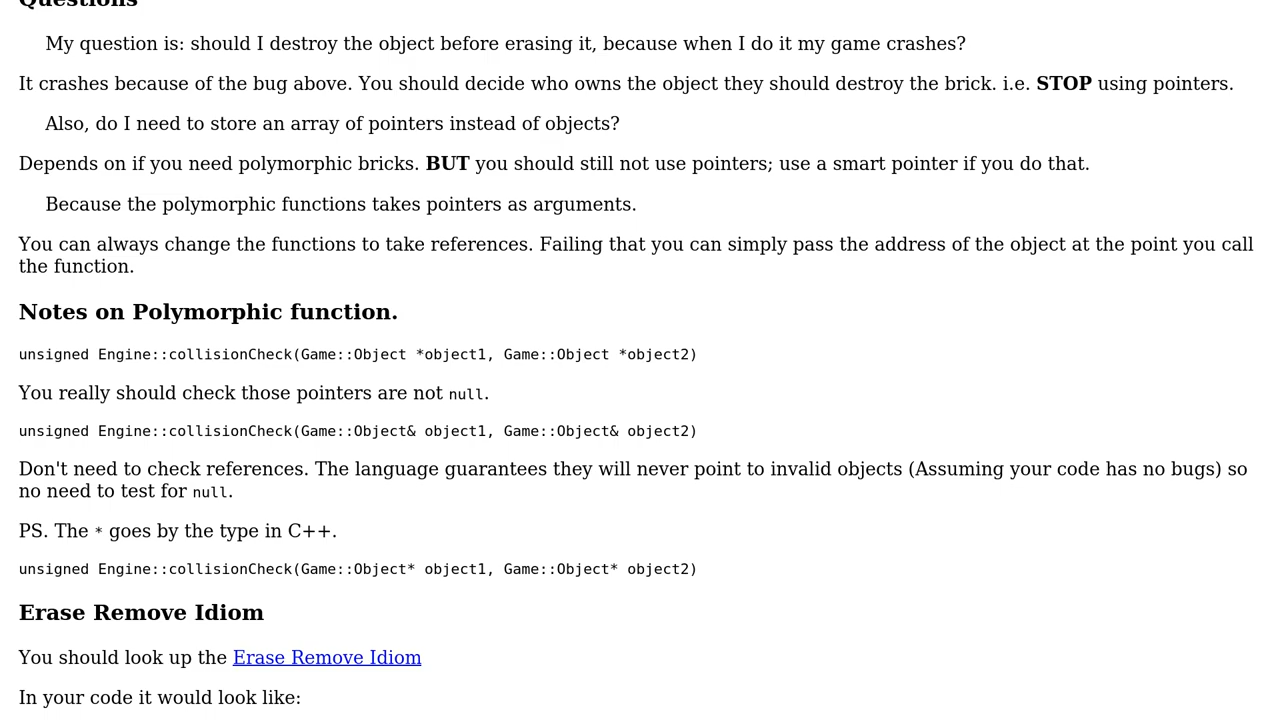 Questions
My question is: should I destroy the object before erasing it, because when I do it my game crashes?
It crashes because of the bug above. You should decide who owns the object they should destroy the brick. i.e. STOP using pointers.
Also, do I need to store an array of pointers instead of objects?
Depends on if you need polymorphic bricks. BUT you should still not use pointers; use a smart pointer if you do that.
Because the polymorphic functions takes pointers as arguments.
You can always change the functions to take references. Failing that you can simply pass the address of the object at the point you call
the function.
Notes on Polymorphic function.
unsigned Engine::collisionCheck(Game::Object *object1, Game::Object *object2)
You really should check those pointers are not null.
unsigned Engine::collisionCheck(Game::Object& object1, Game::Object& object2)
Don't need to check references. The language guarantees they will never point to invalid objects (Assuming your code has no bugs) so
no need to test for null.
PS. The * goes by the type in C++.
unsigned Engine::collisionCheck(Game::Object* object1, Game::Object* object2)
Erase Remove Idiom
You should look up the Erase Remove Idiom
In your code it would look like: